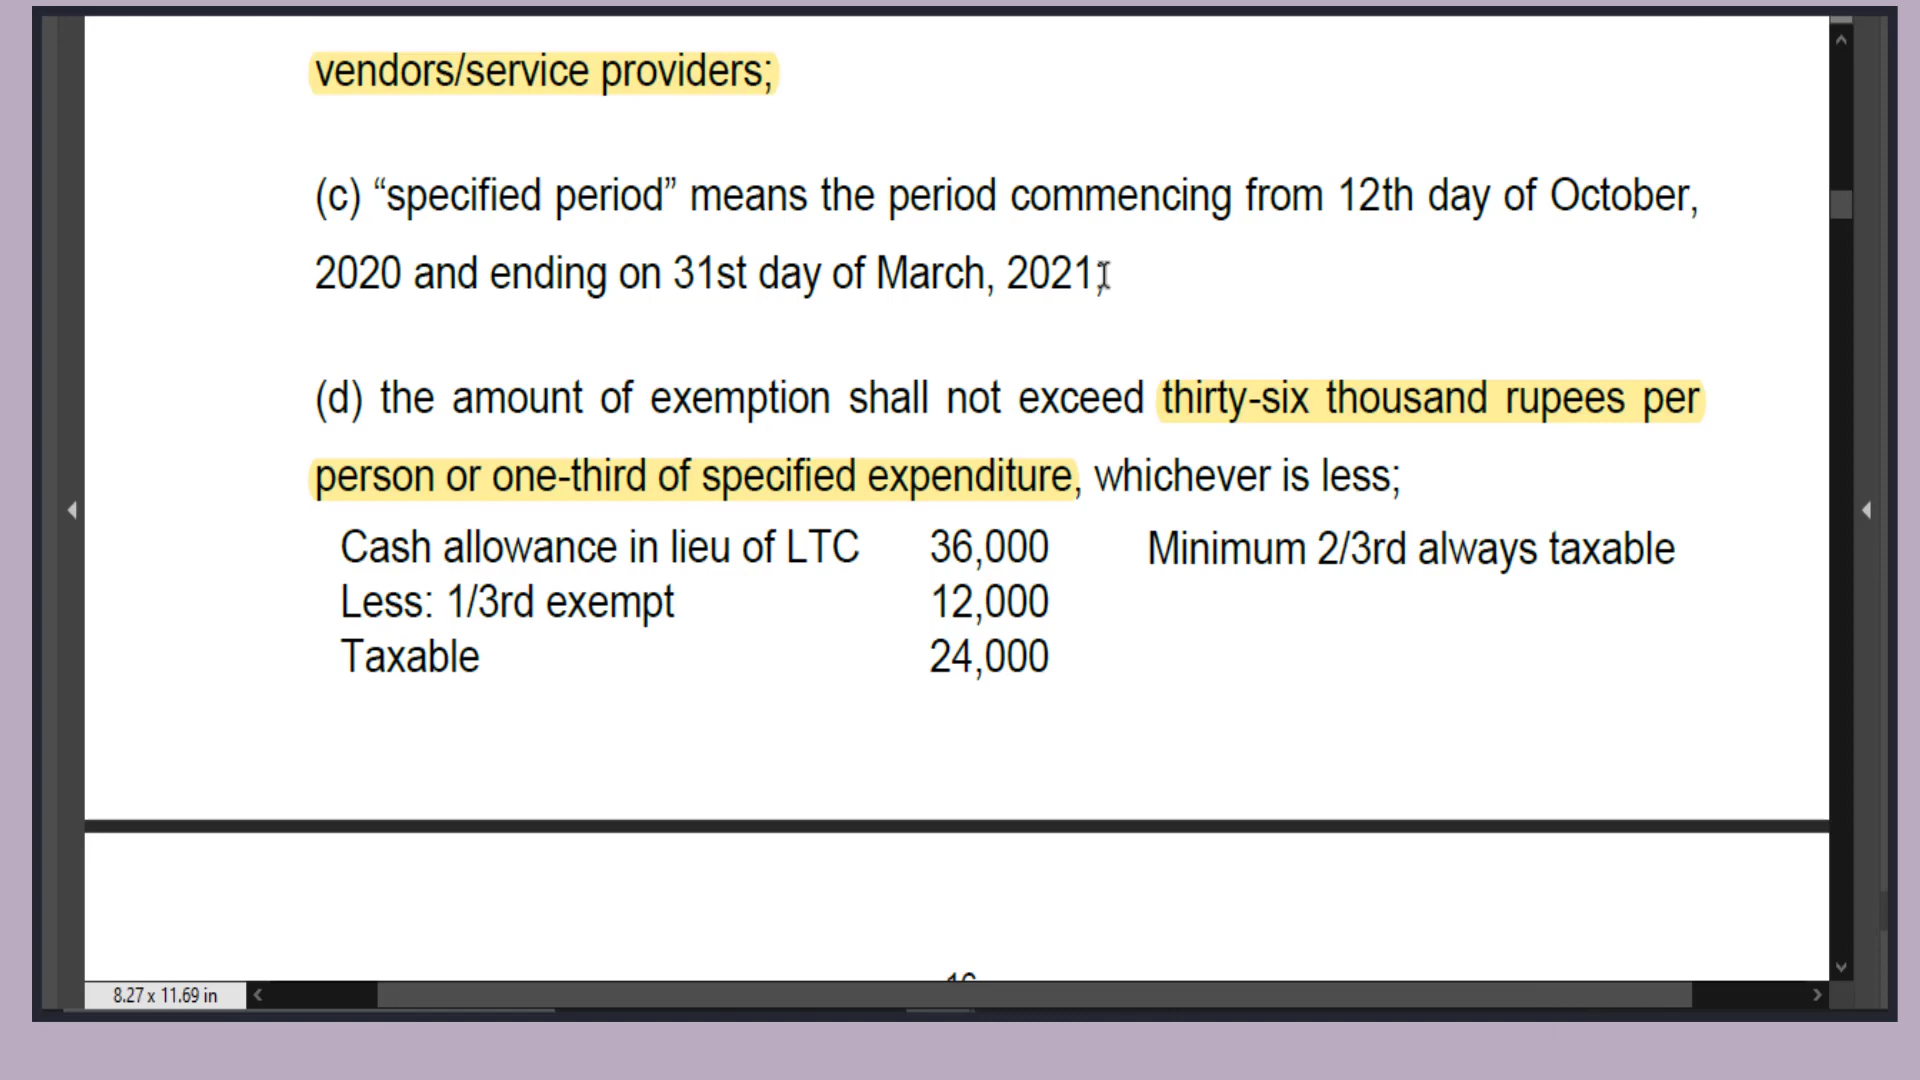 vendors/service providers;
(c) “specified period” means the period commencing from 12th day of October,
2020 and ending on 31st day of March, 2021;
(d) the amount of exemption shall not exceed thirty-six thousand rupees per
person or one-third of specified expenditure, whichever is less;
Cash allowance in lieu of LTC 36,000 Minimum 2/3rd always taxable
Less: 1/3rd exempt 12,000
Taxable 24,000
8.27 x 11.69 in